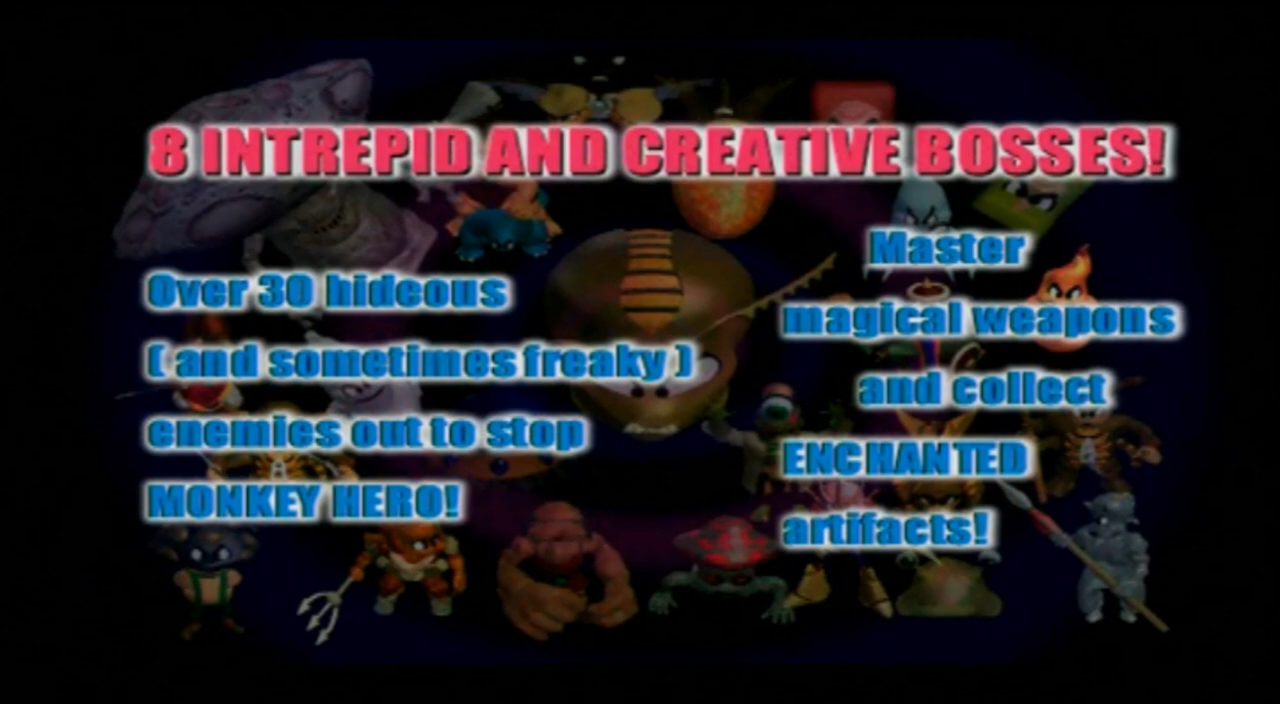 8 INTREPID AND CREATIVE BOSSES!
Over 30 hideous
( and sometimes freaky )
enemies out to stop
MONKEY HERO!
Master
magical weapons
and collect
ENCHANTED
artifacts!